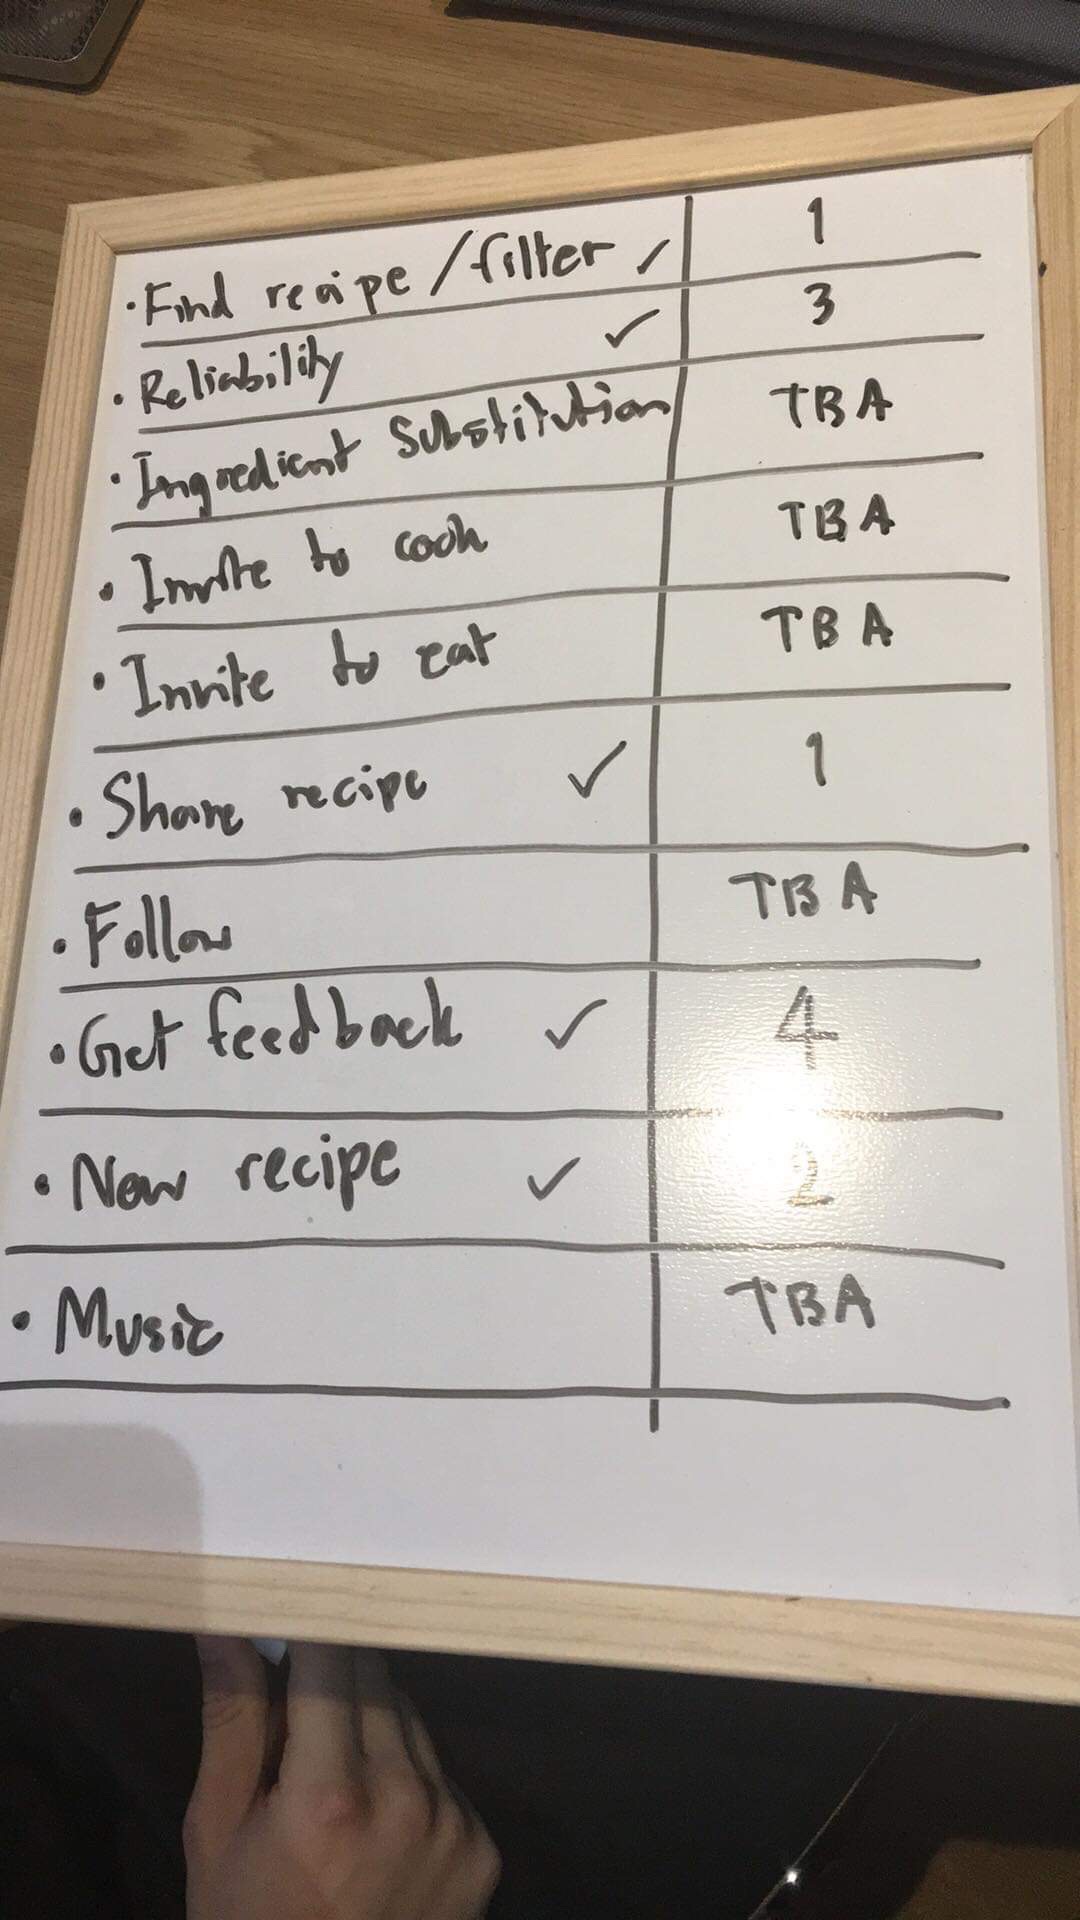 • Find recipe / filter ✓ 1
• Reliability ✓ 3
• Ingredient Substitution TBA
• Invite to cook TBA
• Invite to eat TBA
• Share recipe ✓ 1
• Follow TBA
• Get feedback ✓ 4
• New recipe ✓ 2
• Music TBA